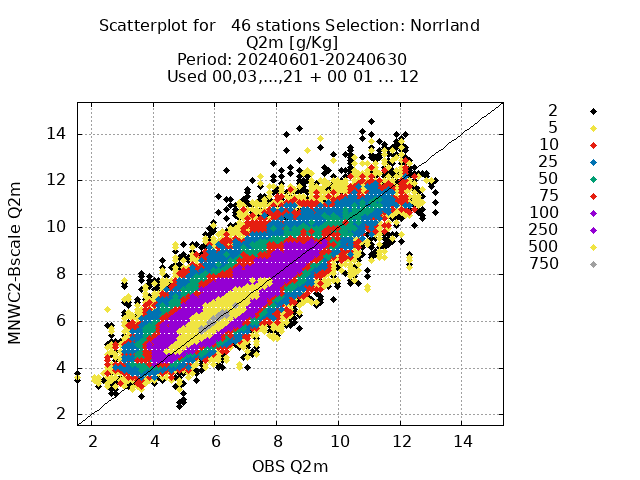 Scatterplot for   46 stations Selection: Norrland
Q2m [g/Kg]
Period: 20240601-20240630
Used 00,03,...,21 + 00 01 ... 12
MNWC2-Bscale Q2m
14
12
10
8
6
4
2
2 4 6 8 10 12 14
OBS Q2m
2
5
10
25
50
75
100
250
500
750